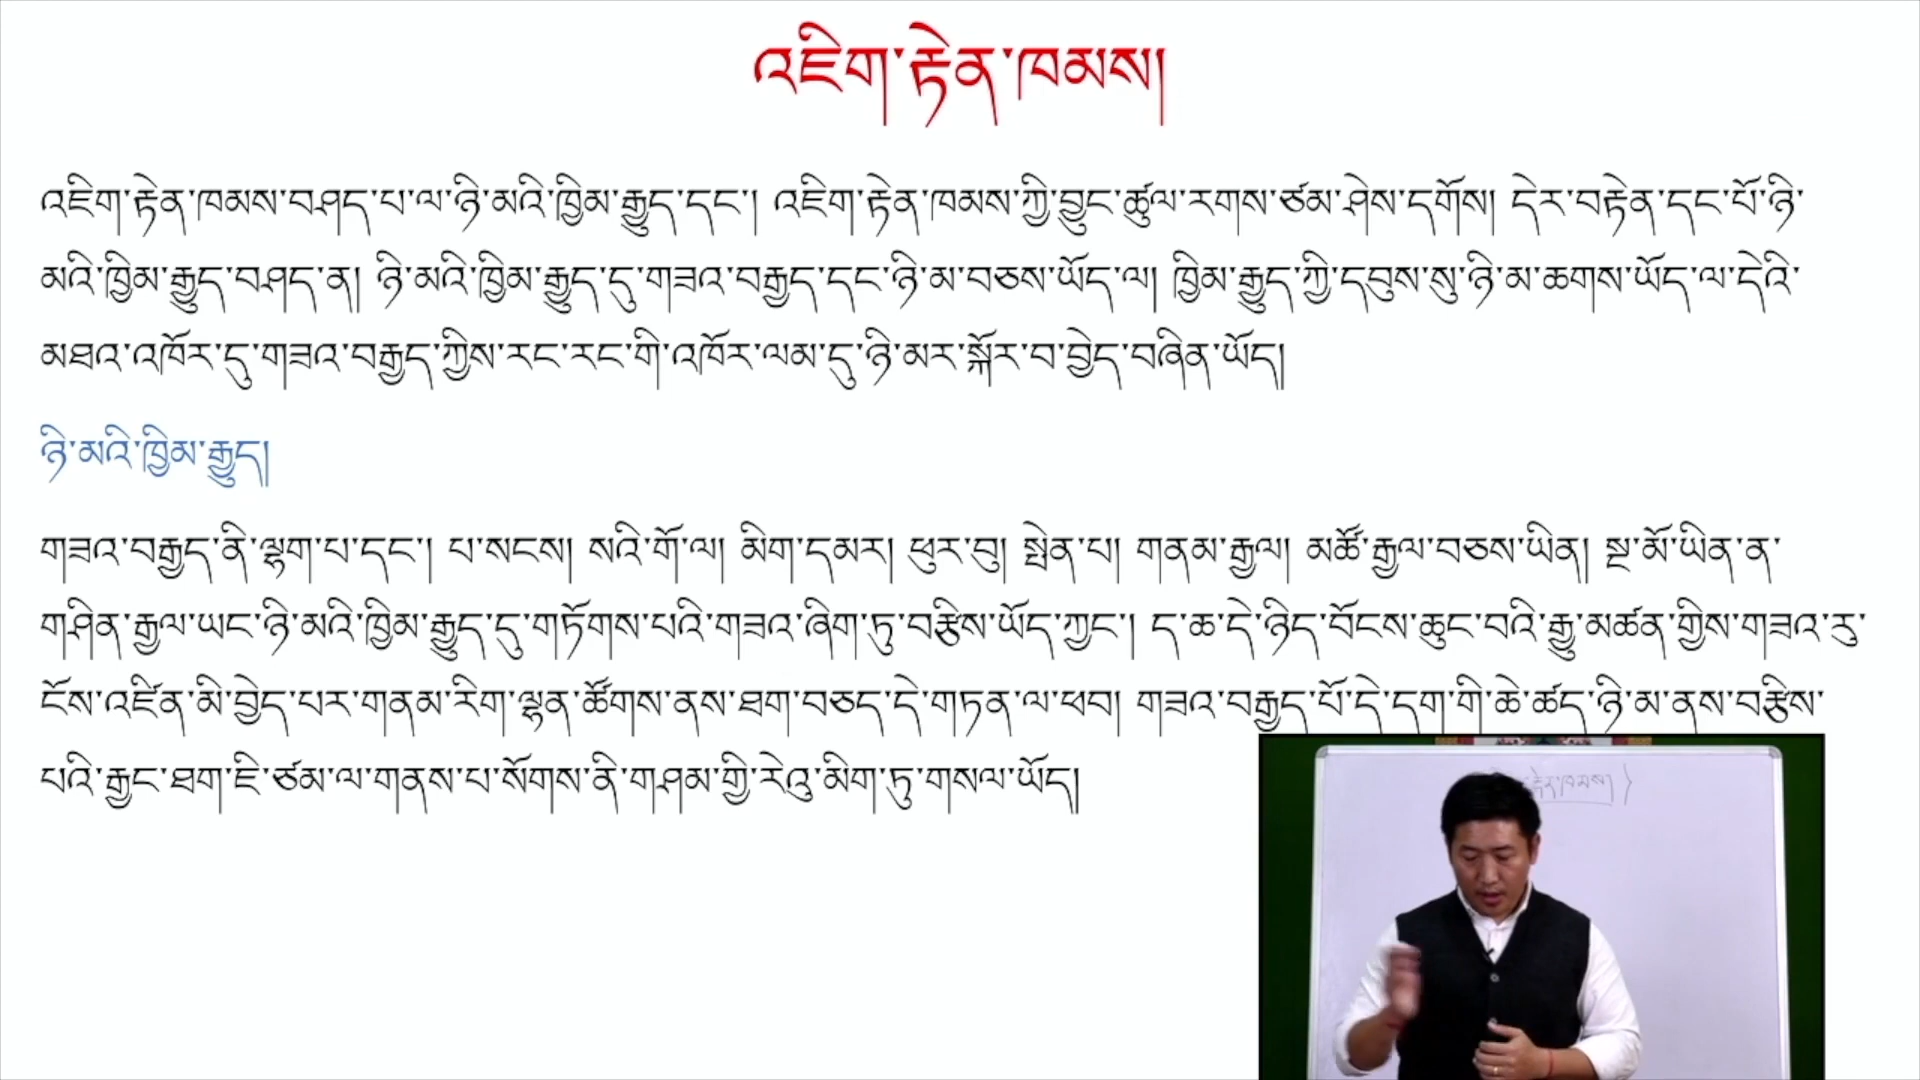 འཇིག་རྟེན་ཁམས།
འཇིག་རྟེན་ཁམས་བཤད་པ་ལ་ཉི་མའི་ཁྱིམ་རྒྱུད་དང་། འཇིག་རྟེན་ཁམས་ཀྱི་བྱུང་ཚུལ་རགས་ཙམ་ཤེས་དགོས། དེར་བརྟེན་དང་པོ་ཉི་
མའི་ཁྱིམ་རྒྱུད་བཤད་ན། ཉི་མའི་ཁྱིམ་རྒྱུད་དུ་གཟའ་བརྒྱད་དང་ཉི་མ་བཅས་ཡོད་ལ། ཁྱིམ་རྒྱུད་ཀྱི་དབུས་སུ་ཉི་མ་ཆགས་ཡོད་ལ་དེའི་
མཐའ་འཁོར་དུ་གཟའ་བརྒྱད་ཀྱིས་རང་རང་གི་འཁོར་ལམ་དུ་ཉི་མར་སྐོར་བ་བྱེད་བཞིན་ཡོད།
ཉི་མའི་ཁྱིམ་རྒྱུད།
གཟའ་བརྒྱད་ནི་ལྷག་པ་དང་། པ་སངས། སའི་གོ་ལ། མིག་དམར། ཕུར་བུ། སྤེན་པ། གནམ་རྒྱལ། མཚོ་རྒྱལ་བཅས་ཡིན། སྔ་མོ་ཡིན་ན་
གཤིན་རྒྱལ་ཡང་ཉི་མའི་ཁྱིམ་རྒྱུད་དུ་གཏོགས་པའི་གཟའ་ཞིག་ཏུ་བརྩིས་ཡོད་ཀྱང་། ད་ཆ་དེ་ཉིད་བོངས་ཆུང་བའི་རྒྱུ་མཚན་གྱིས་གཟའ་རུ་
ངོས་འཛིན་མི་བྱེད་པར་གནམ་རིག་ལྷན་ཚོགས་ནས་ཐག་བཅད་དེ་གཏན་ལ་ཕབ། གཟའ་བརྒྱད་པོ་དེ་དག་གི་ཆེ་ཚད་ཉི་མ་ནས་བརྩིས་
པའི་རྒྱང་ཐག་ཇི་ཙམ་ལ་གནས་པ་སོགས་ནི་གཤམ་གྱི་རེའུ་མིག་ཏུ་གསལ་ཡོད།
རྟེན་ཁམས།